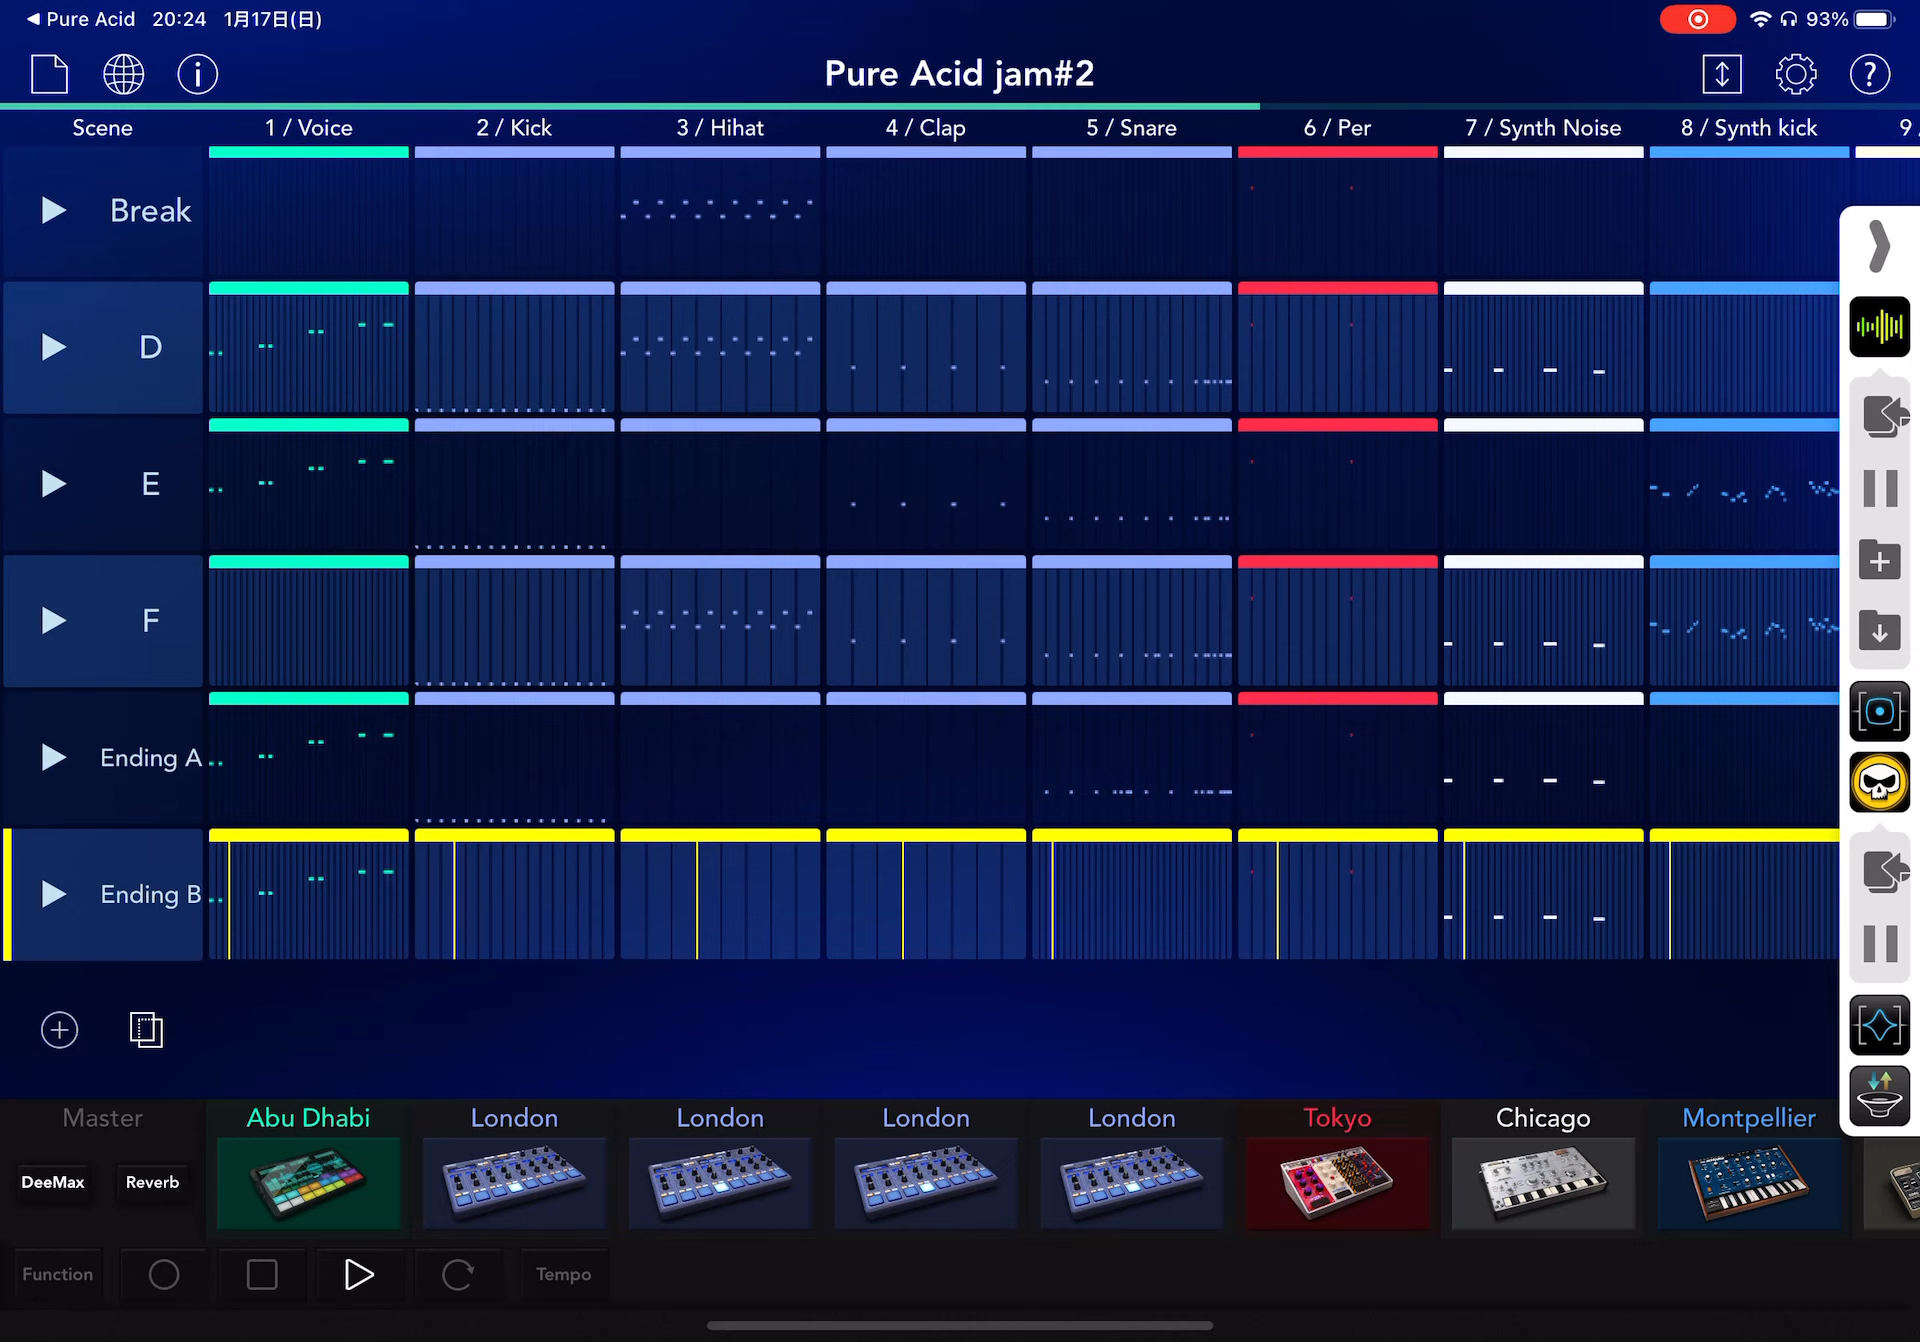 ◀ Pure Acid 20:24 1月17日(日) 93%
Pure Acid jam#2
Scene 1 / Voice 2 / Kick 3 / Hihat 4 / Clap 5 / Snare 6 / Per 7 / Synth Noise 8 / Synth kick 9 /
Break
D
E
F
Ending A
Ending B
Master Abu Dhabi London London London London Tokyo Chicago Montpellier
DeeMax Reverb
Function Tempo